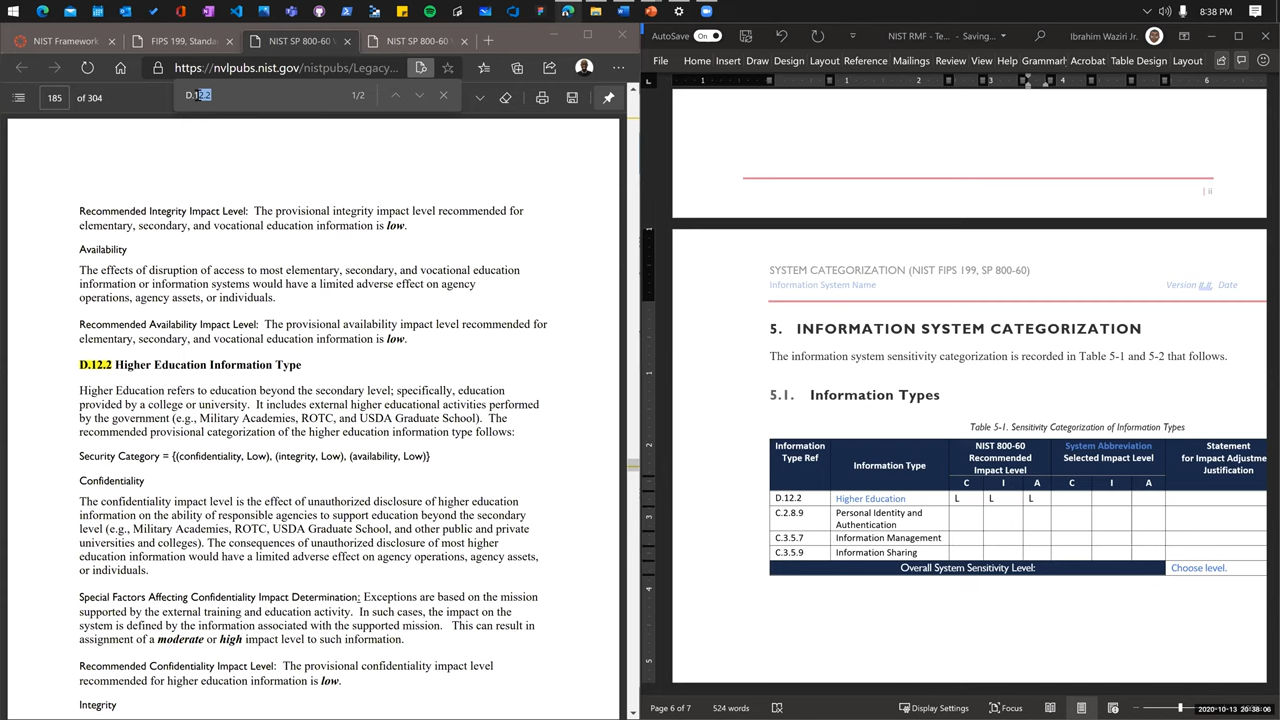 8:38 PM
NIST Framework
FIPS 199, Standards
NIST SP 800-60
NIST SP 800-60
AutoSave On
NIST RMF - Te... - Saving...
Ibrahim Waziri Jr.
https://nvlpubs.nist.gov/nistpubs/legacy...
File Home Insert Draw Design Layout Reference Mailings Review View Help Grammarl Acrobat Table Design Layout
185 of 304
D.122
1 1 2 3 6
Recommended Integrity Impact Level: The provisional integrity impact level recommended for
elementary, secondary, and vocational education information is low.
Availability
The effects of disruption of access to most elementary, secondary, and vocational education
information or information systems would have limited adverse effect on agency
operations, agency assets, or individuals.
Recommended Availability Impact Level: The provisional availability impact level recommended for
elementary, secondary, and vocational education information is low.
D.12.2 Higher Education Information Type
Higher Education refers to education beyond the secondary level; specifically, education
provided by a college or university. It includes external higher educational activities performed
by the government (e.g., Military Academies, ROTC, and USDA Graduate School). The
recommended provisional categorization of the higher education information type follows:
Security Category = {(confidentiality, Low), (integrity, Low), (availability, Low)}
Confidentiality
The confidentiality impact level is the effect of unauthorized disclosure of higher education
information on the ability of responsible agencies to support education beyond the secondary
level (e.g., Military Academies, ROTC, USDA Graduate School, and other public and private
universities and colleges). The consequences of unauthorized disclosure of most higher
education information will have a limited adverse effect on agency operations, agency assets,
or individuals.
Special Factors Affecting Confidentiality Impact Determination: Exceptions are based on the mission
supported by the external training and education activity. In such cases, the impact on the
system is defined by the information associated with the supported mission. This can result in
assignment of a moderate or high impact level to such information.
Recommended Confidentiality Impact Level: The provisional confidentiality impact level
recommended for higher education information is low.
Integrity
| ii
SYSTEM CATEGORIZATION (NIST FIPS 199, SP 800-60)
Information System Name Version #.#, Date
5. INFORMATION SYSTEM CATEGORIZATION
The information system sensitivity categorization is recorded in Table 5-1 and 5-2 that follows.
5.1. Information Types
Table 5-1. Sensitivity Categorization of Information Types
Information Type Ref
Information Type
NIST 800-60 Recommended Impact Level
System Abbreviation Selected Impact Level
Statement for Impact Adjustme Justification
C I A C I A
D.12.2 Higher Education L L L
C.2.8.9 Personal Identity and
Authentication
C.3.5.7 Information Management
C.3.5.9 Information Sharing
Overall System Sensitivity Level: Choose level.
Page 6 of 7 524 words Display Settings Focus
2020-10-13 20:38:06